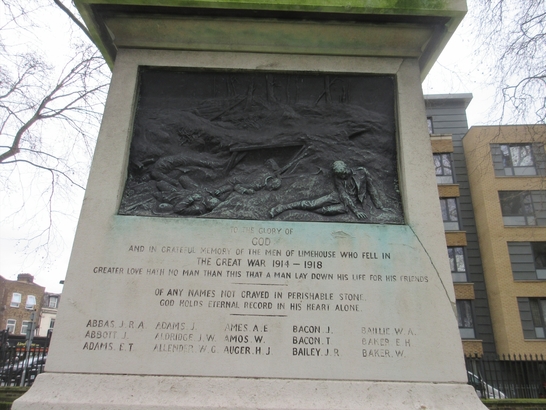 TO THE GLORY OF
GOD
AND IN GRATEFUL MEMORY OF THE MEN OF LIMEHOUSE WHO FELL IN
THE GREAT WAR 1914-1918
GREATER LOVE HATH NO MAN THAN THIS THAT A MAN LAY DOWN HIS LIFE FOR HIS FRIENDS
OF ANY NAMES NOT GRAVED IN PERISHABLE STONE
GOD HOLDS ETERNAL RECORD IN HIS HEART ALONE
ABBAS. J.B.A ADAMS. J. AMES A.E BACON. J. BAILIE W.A.
ABBOTT. J. ALDRIDGE. J.W. AMOS. W. BACON. T. BAKER E.H.
ADAMS. E.T. ALLENDER W.G AUGER. H.J BAILEY. J.R BAKER. W.